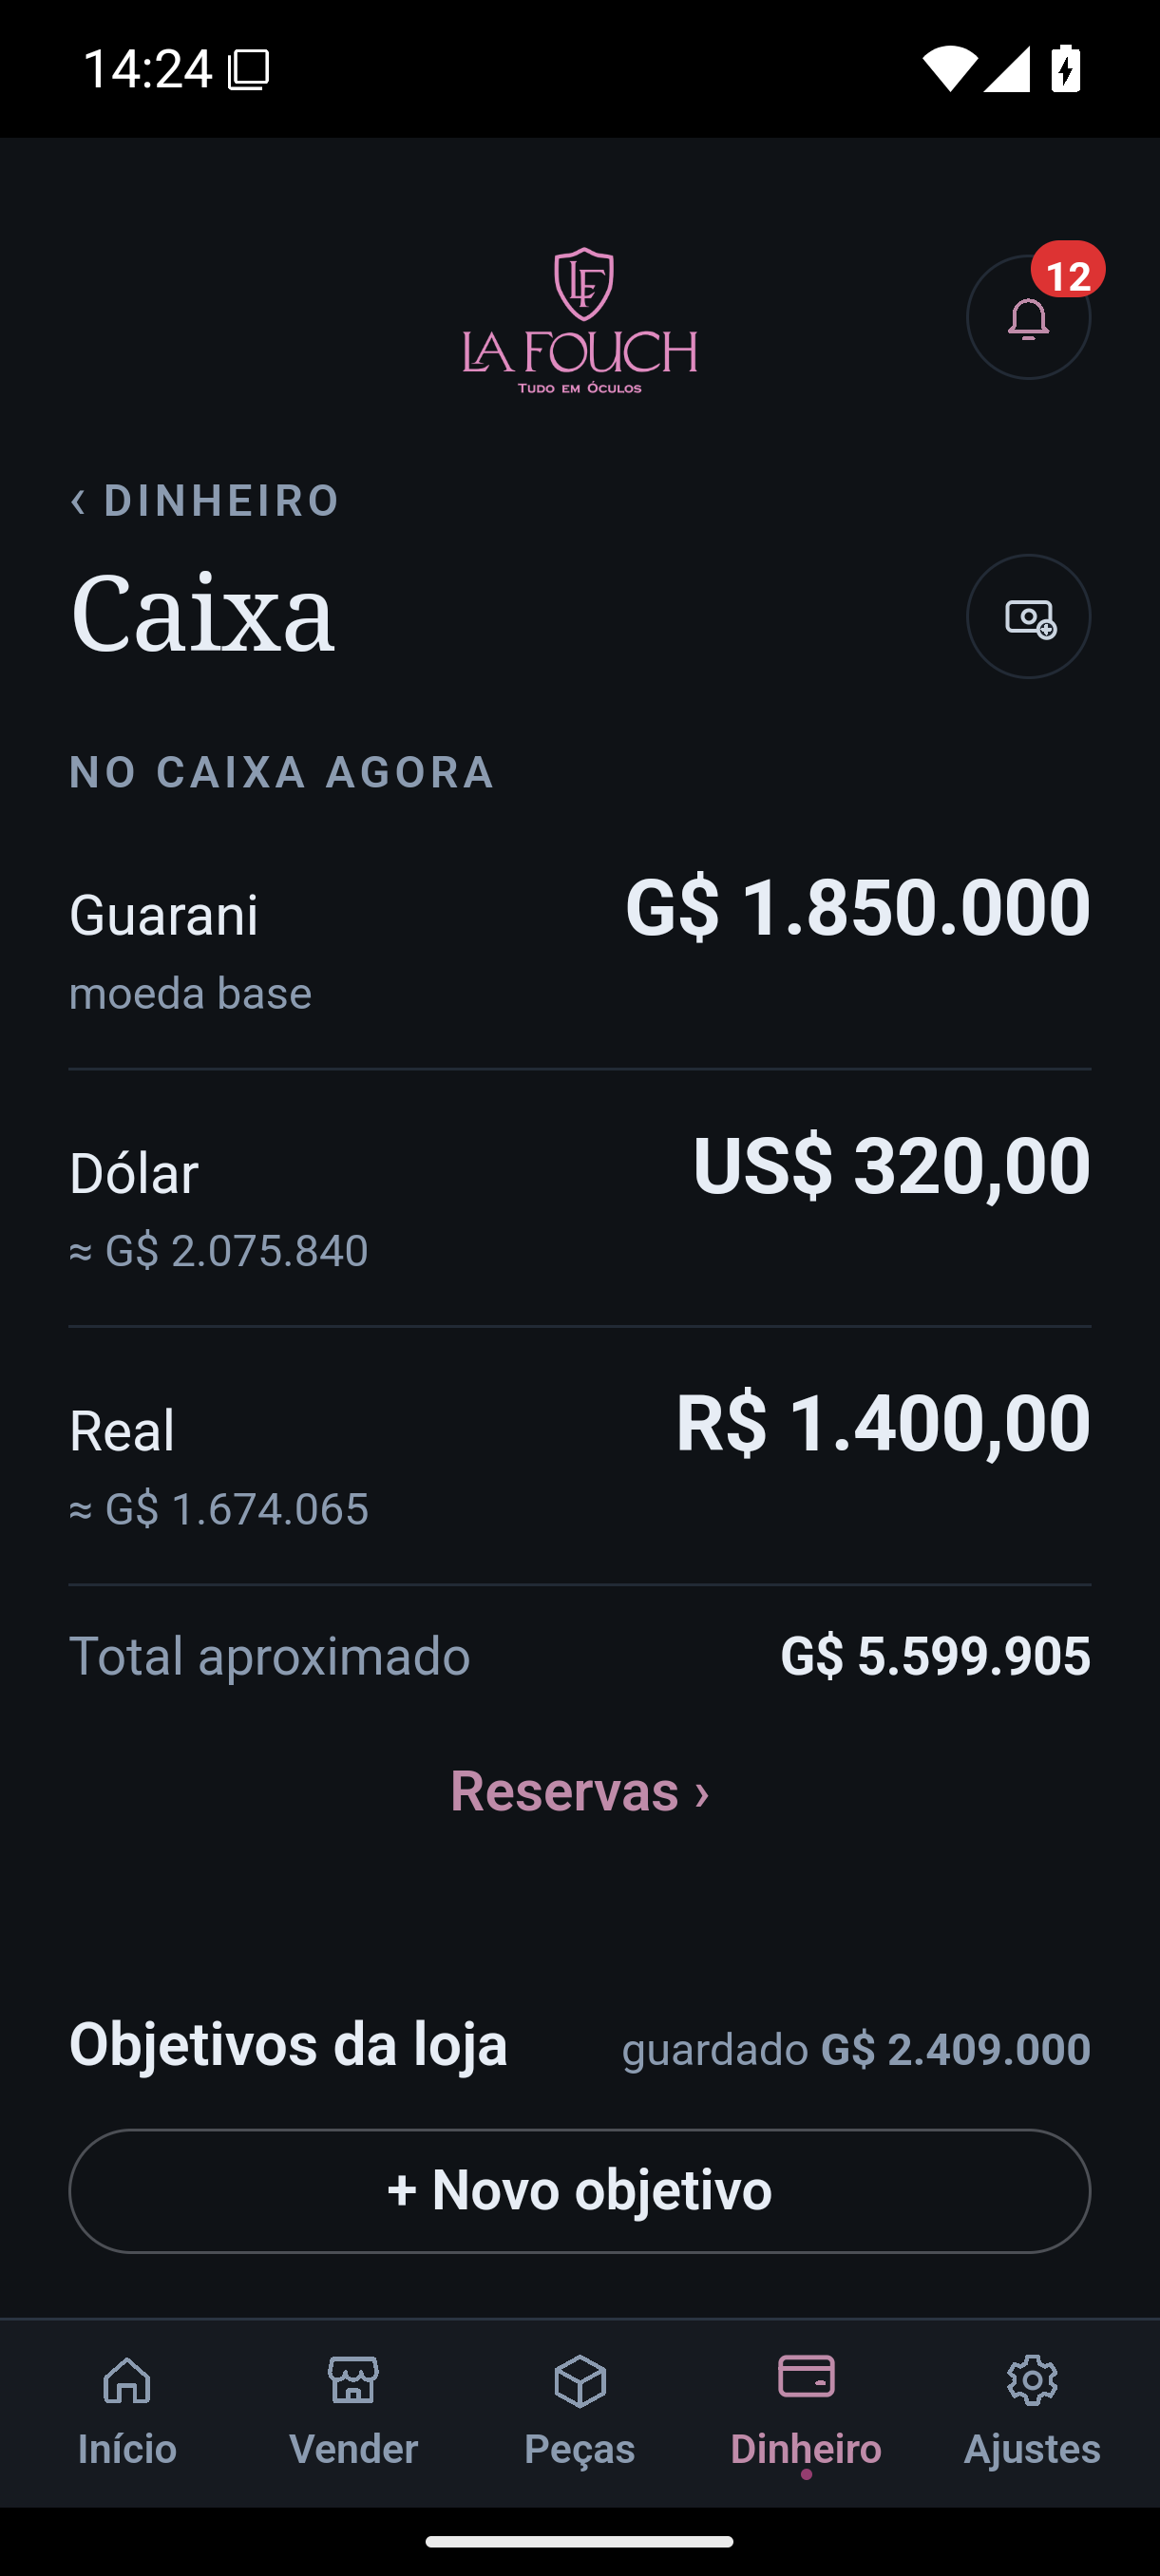 14:24
12
LF
LA FOUCH
TUDO EM ÓCULOS
‹ DINHEIRO
Caixa
NO CAIXA AGORA
Guarani G$ 1.850.000
moeda base
Dólar US$ 320,00
≈ G$ 2.075.840
Real R$ 1.400,00
≈ G$ 1.674.065
Total aproximado G$ 5.599.905
Reservas ›
Objetivos da loja guardado G$ 2.409.000
+ Novo objetivo
Início Vender Peças Dinheiro Ajustes